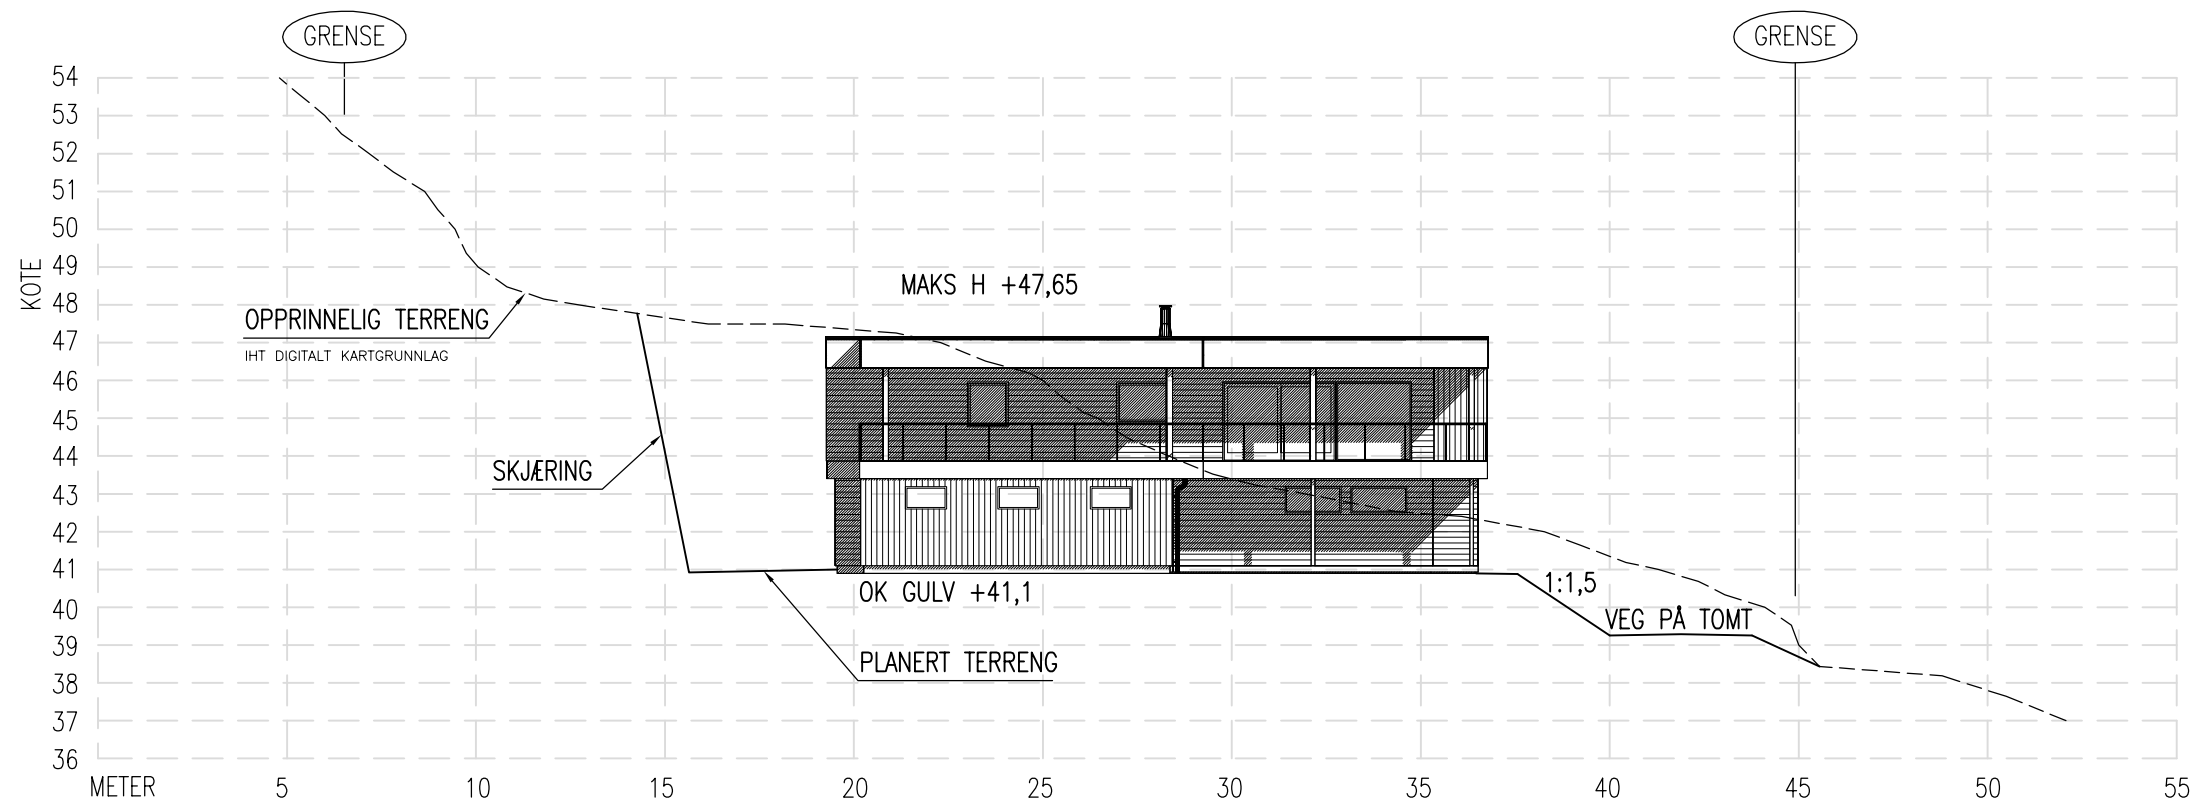 GRENSE
GRENSE
54
53
52
51
50
49
48
47
46
45
44
43
42
41
40
39
38
37
36
KOTE
MAKS H +47,65
OPPRINNELIG TERRENG
IHT DIGITALT KARTGRUNNLAG
SKJÆRING
OK GULV +41,1
1:1,5
VEG PÅ TOMT
PLANERT TERRENG
METER 5 10 15 20 25 30 35 40 45 50 55